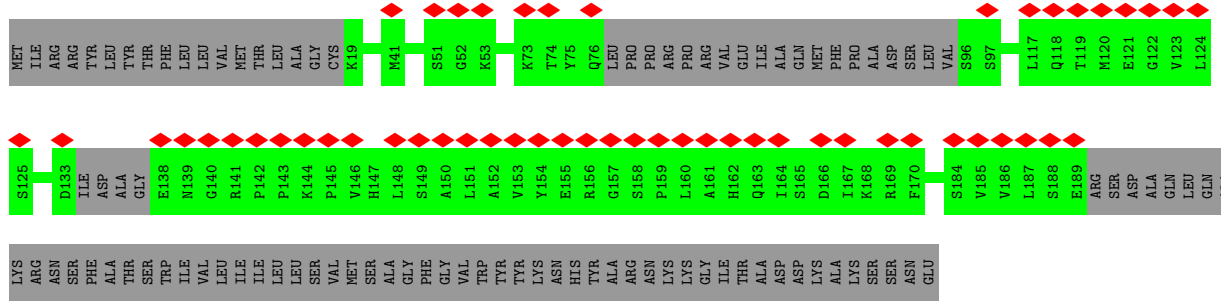 MET ILE ARG ARG TYR LEU TYR THR PHE LEU LEU VAL MET THR LEU ALA GLY CYS K19 M41 S51 G52 K53 K73 T74 Y75 Q76 LEU PRO PRO ARG PRO ARG VAL GLU ILE ALA GLN MET PHE PRO ALA ASP SER LEU VAL S96 S97 L117 Q118 T119 M120 E121 G122 V123 L124
S125 D133 ILE ASP ALA GLY E138 N139 G140 R141 P142 P143 K144 P145 V146 H147 L148 S149 A150 L151 A152 V153 Y154 E155 R156 G157 S158 P159 L160 A161 H162 Q163 I164 S165 D166 I167 K168 R169 F170 S184 V185 V186 L187 S188 E189 ARG SER ASP ALA GLN LEU GLN
LYS ARG ASN SER PHE ALA THR SER TRP ILE VAL LEU ILE ILE LEU LEU SER VAL MET SER ALA GLY PHE GLY VAL TRP TYR TYR LYS ASN HIS TYR ALA ARG ASN LYS LYS GLY ILE THR ALA ASP ASP LYS ALA LYS SER SER ASN GLU